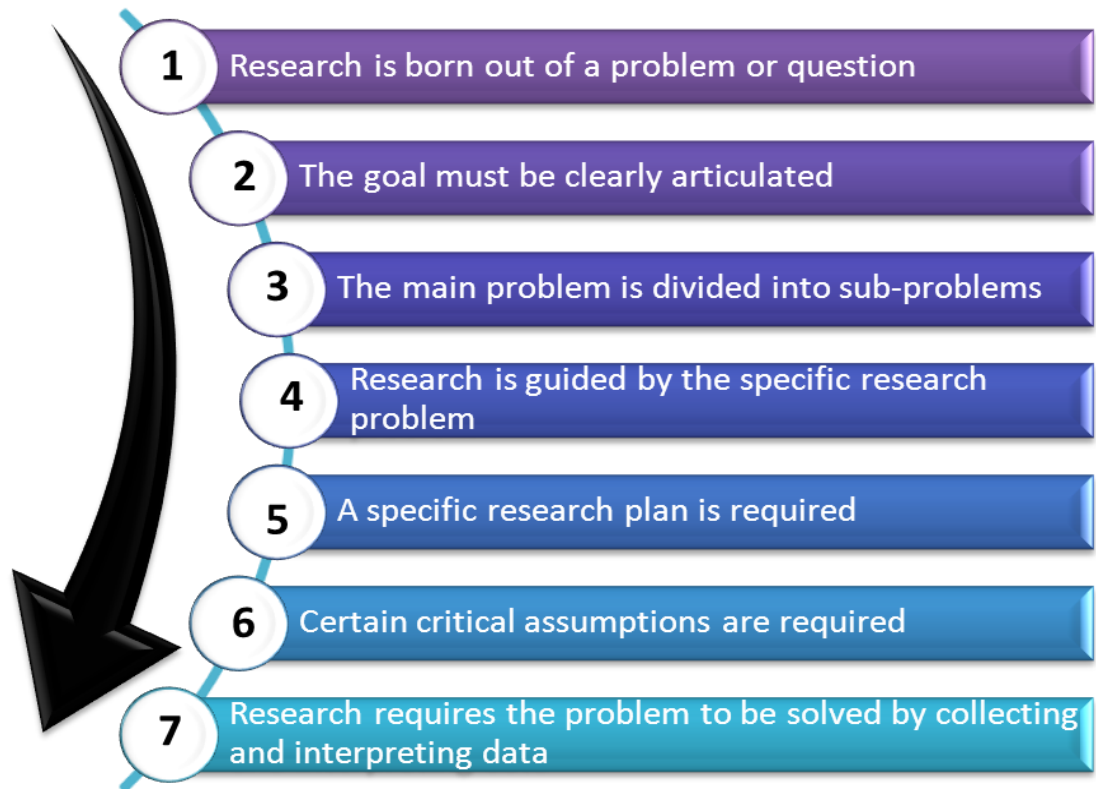 1
Research is born out of a problem or question
2
The goal must be clearly articulated
3
The main problem is divided into sub-problems
4
Research is guided by the specific research
problem
5
A specific research plan is required
6
Certain critical assumptions are required
7
Research requires the problem to be solved by collecting
and interpreting data